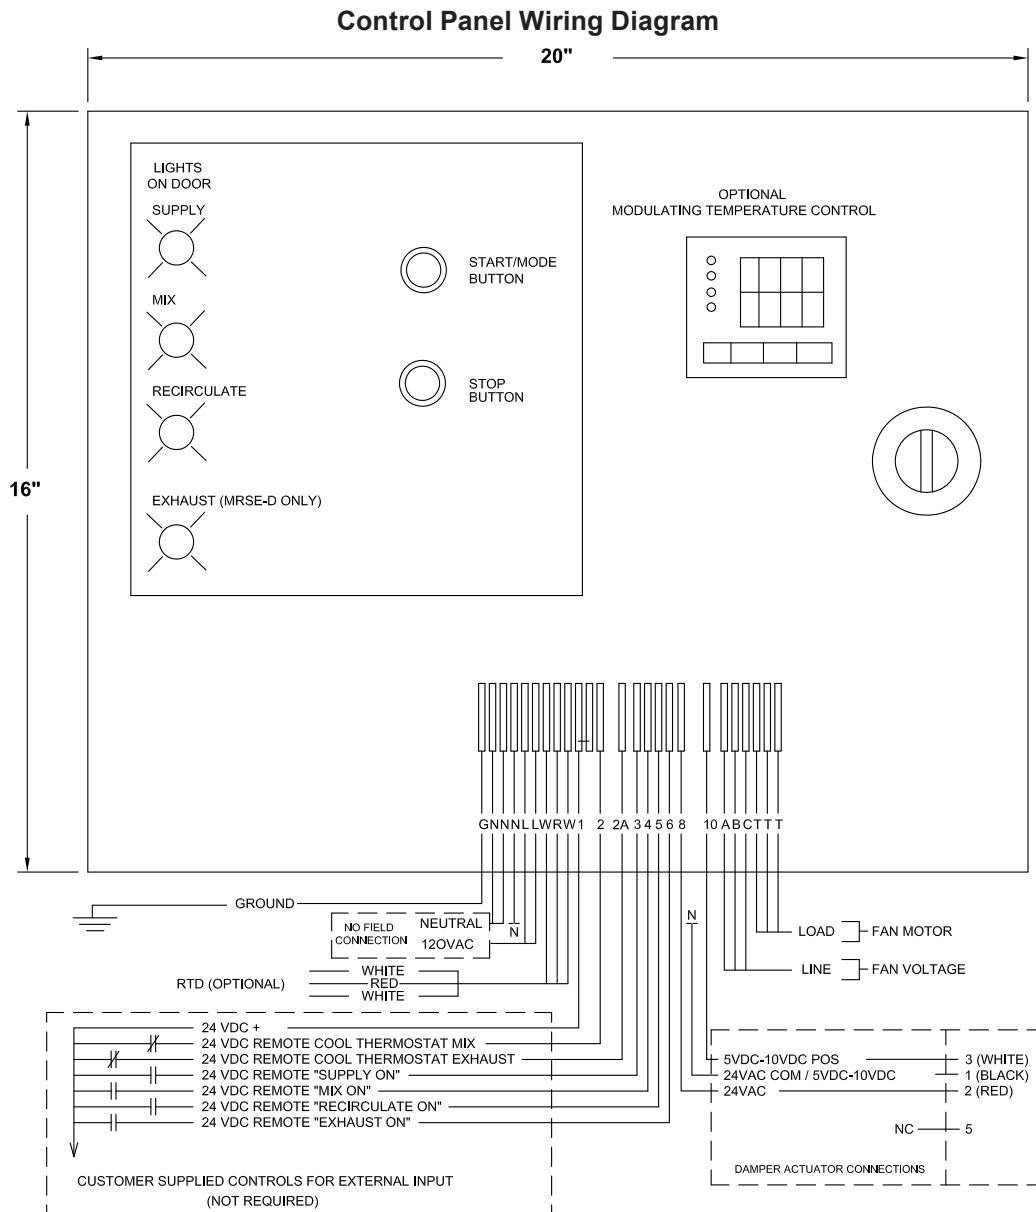 Control Panel Wiring Diagram
20"
16"
LIGHTS
ON DOOR
SUPPLY
MIX
RECIRCULATE
EXHAUST (MRSE-D ONLY)
START/MODE
BUTTON
STOP
BUTTON
OPTIONAL
MODULATING TEMPERATURE CONTROL
G N N N L L W R W 1 2 2A 3 4 5 6 8 10 A B C T T T
GROUND
NO FIELD
CONNECTION
NEUTRAL
12OVAC
N
N
RTD (OPTIONAL)
WHITE
RED
WHITE
LOAD
FAN MOTOR
LINE
FAN VOLTAGE
24 VDC +
24 VDC REMOTE COOL THERMOSTAT MIX
24 VDC REMOTE COOL THERMOSTAT EXHAUST
24 VDC REMOTE "SUPPLY ON"
24 VDC REMOTE "MIX ON"
24 VDC REMOTE "RECIRCULATE ON"
24 VDC REMOTE "EXHAUST ON"
CUSTOMER SUPPLIED CONTROLS FOR EXTERNAL INPUT
(NOT REQUIRED)
5VDC-10VDC POS
3 (WHITE)
24VAC COM / 5VDC-10VDC
1 (BLACK)
24VAC
2 (RED)
NC
5
DAMPER ACTUATOR CONNECTIONS